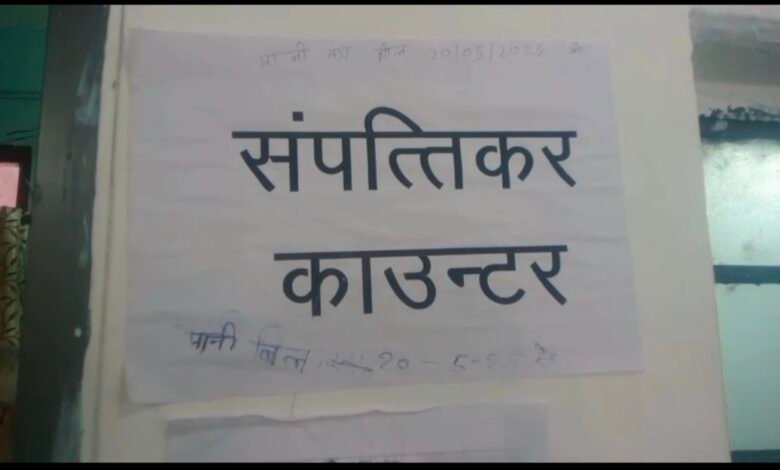 पानी का बिल 20/05/2025 से
संपत्तिकर
काउन्टर
पानी बिल 20-5-25 से